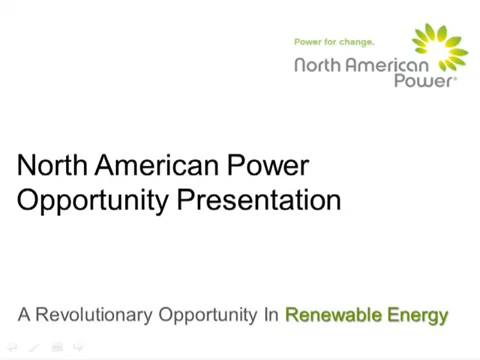 Power for change.
North American
Power®
North American Power
Opportunity Presentation
A Revolutionary Opportunity In Renewable Energy